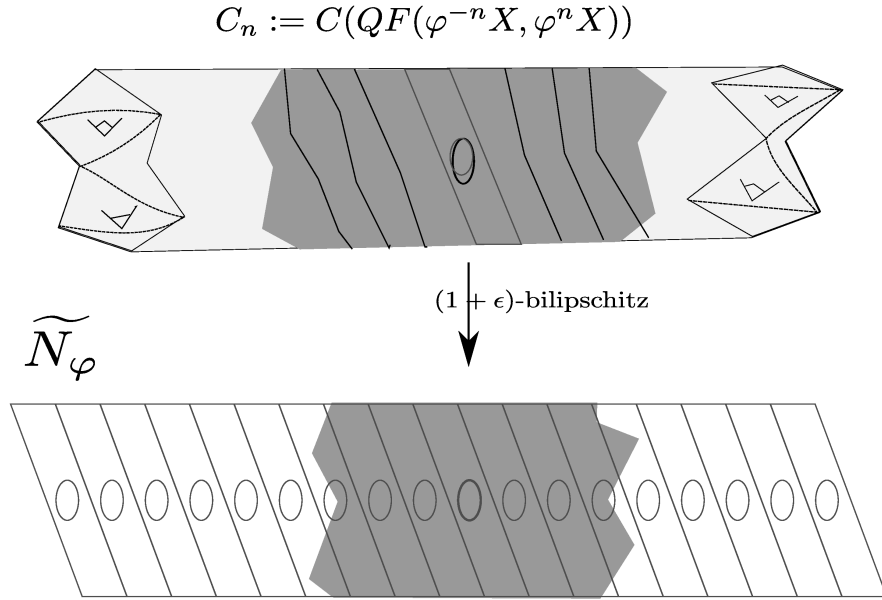 $C_n := C(QF(\varphi^{-n}X, \varphi^{n}X))$
$(1 + \epsilon)$-bilipschitz
$\widetilde{N_\varphi}$